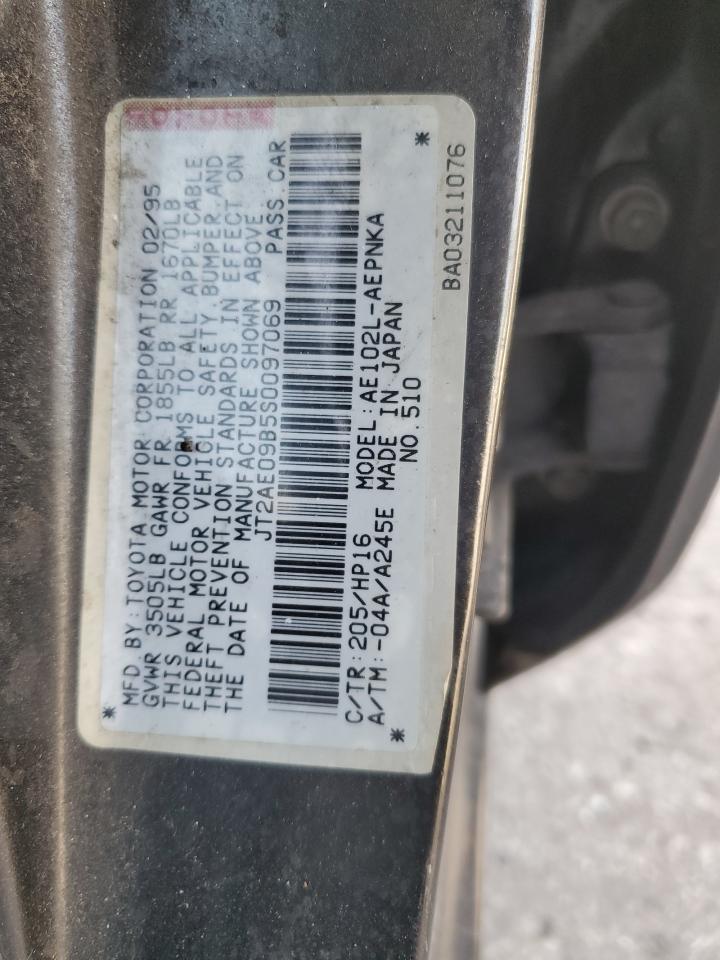 TOYOTA
MFD. BY: TOYOTA MOTOR CORPORATION 02/95
GVWR 3505LB GAWR FR 1855LB RR 1670LB
THIS VEHICLE CONFORMS TO ALL APPLICABLE
FEDERAL MOTOR VEHICLE SAFETY, BUMPER AND
THEFT PREVENTION STANDARDS IN EFFECT ON
THE DATE OF MANUFACTURE SHOWN ABOVE.
JT2AE09B5S0097069 PASS.CAR
C/TR:205/HP16 MODEL:AE102L-AEPNKA
A/TM:-04A/A245E MADE IN JAPAN
NO.510
BA03211076